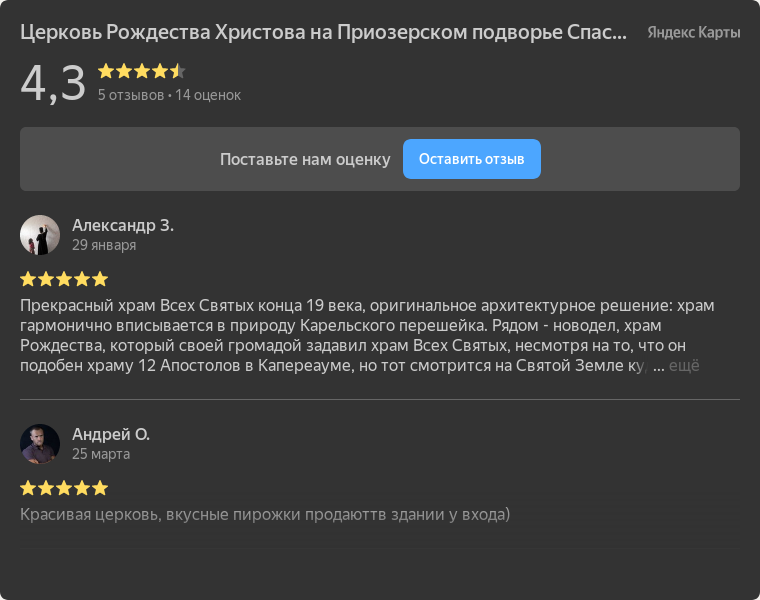 Церковь Рождества Христова на Приозерском подворье Спас...
Яндекс Карты
4,3
5 отзывов • 14 оценок
Поставьте нам оценку
Оставить отзыв
Александр З.
29 января
Прекрасный храм Всех Святых конца 19 века, оригинальное архитектурное решение: храм
гармонично вписывается в природу Карельского перешейка. Рядом - новодел, храм
Рождества, который своей громадой задавил храм Всех Святых, несмотря на то, что он
подобен храму 12 Апостолов в Капереауме, но тот смотрится на Святой Земле ку, ... ещё
Андрей О.
25 марта
Красивая церковь, вкусные пирожки продаюттв здании у входа)